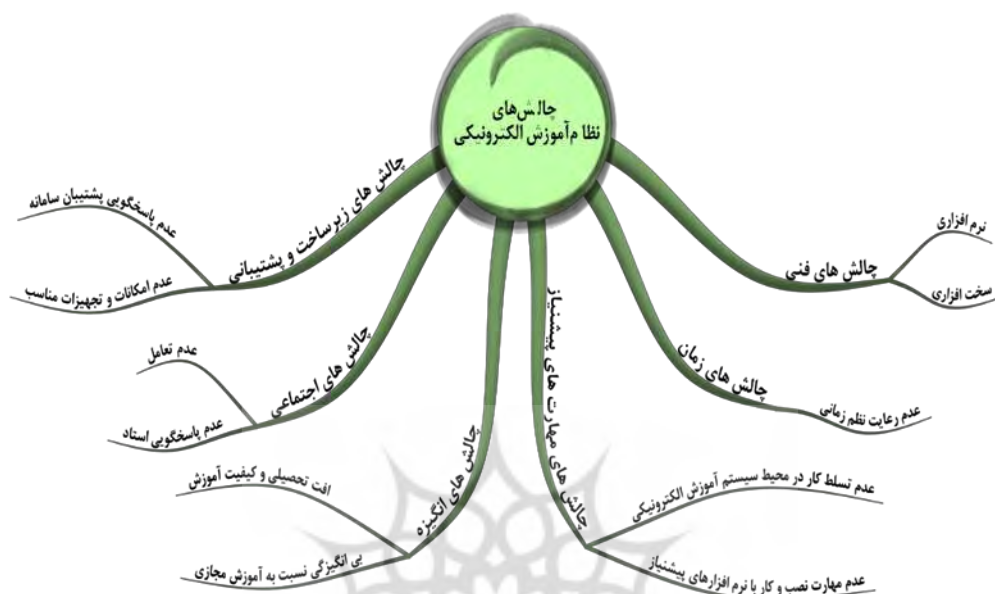 چالش‌های
نظام آموزش الکترونیکی
چالش های فنی
نرم افزاری
سخت افزاری
چالش های زمان
عدم رعایت نظم زمانی
چالش های مهارت های پیشنیاز
عدم تسلط کار در محیط سیستم آموزش الکترونیکی
عدم مهارت نصب و کار با نرم افزارهای پیشنیاز
چالش های زیرساخت و پشتیبانی
عدم پاسخگویی پشتیبان سامانه
عدم امکانات و تجهیزات مناسب
چالش های اجتماعی
عدم تعامل
عدم پاسخگویی استاد
چالش های انگیزه
افت تحصیلی و کیفیت آموزش
بی انگیزگی نسبت به آموزش مجازی